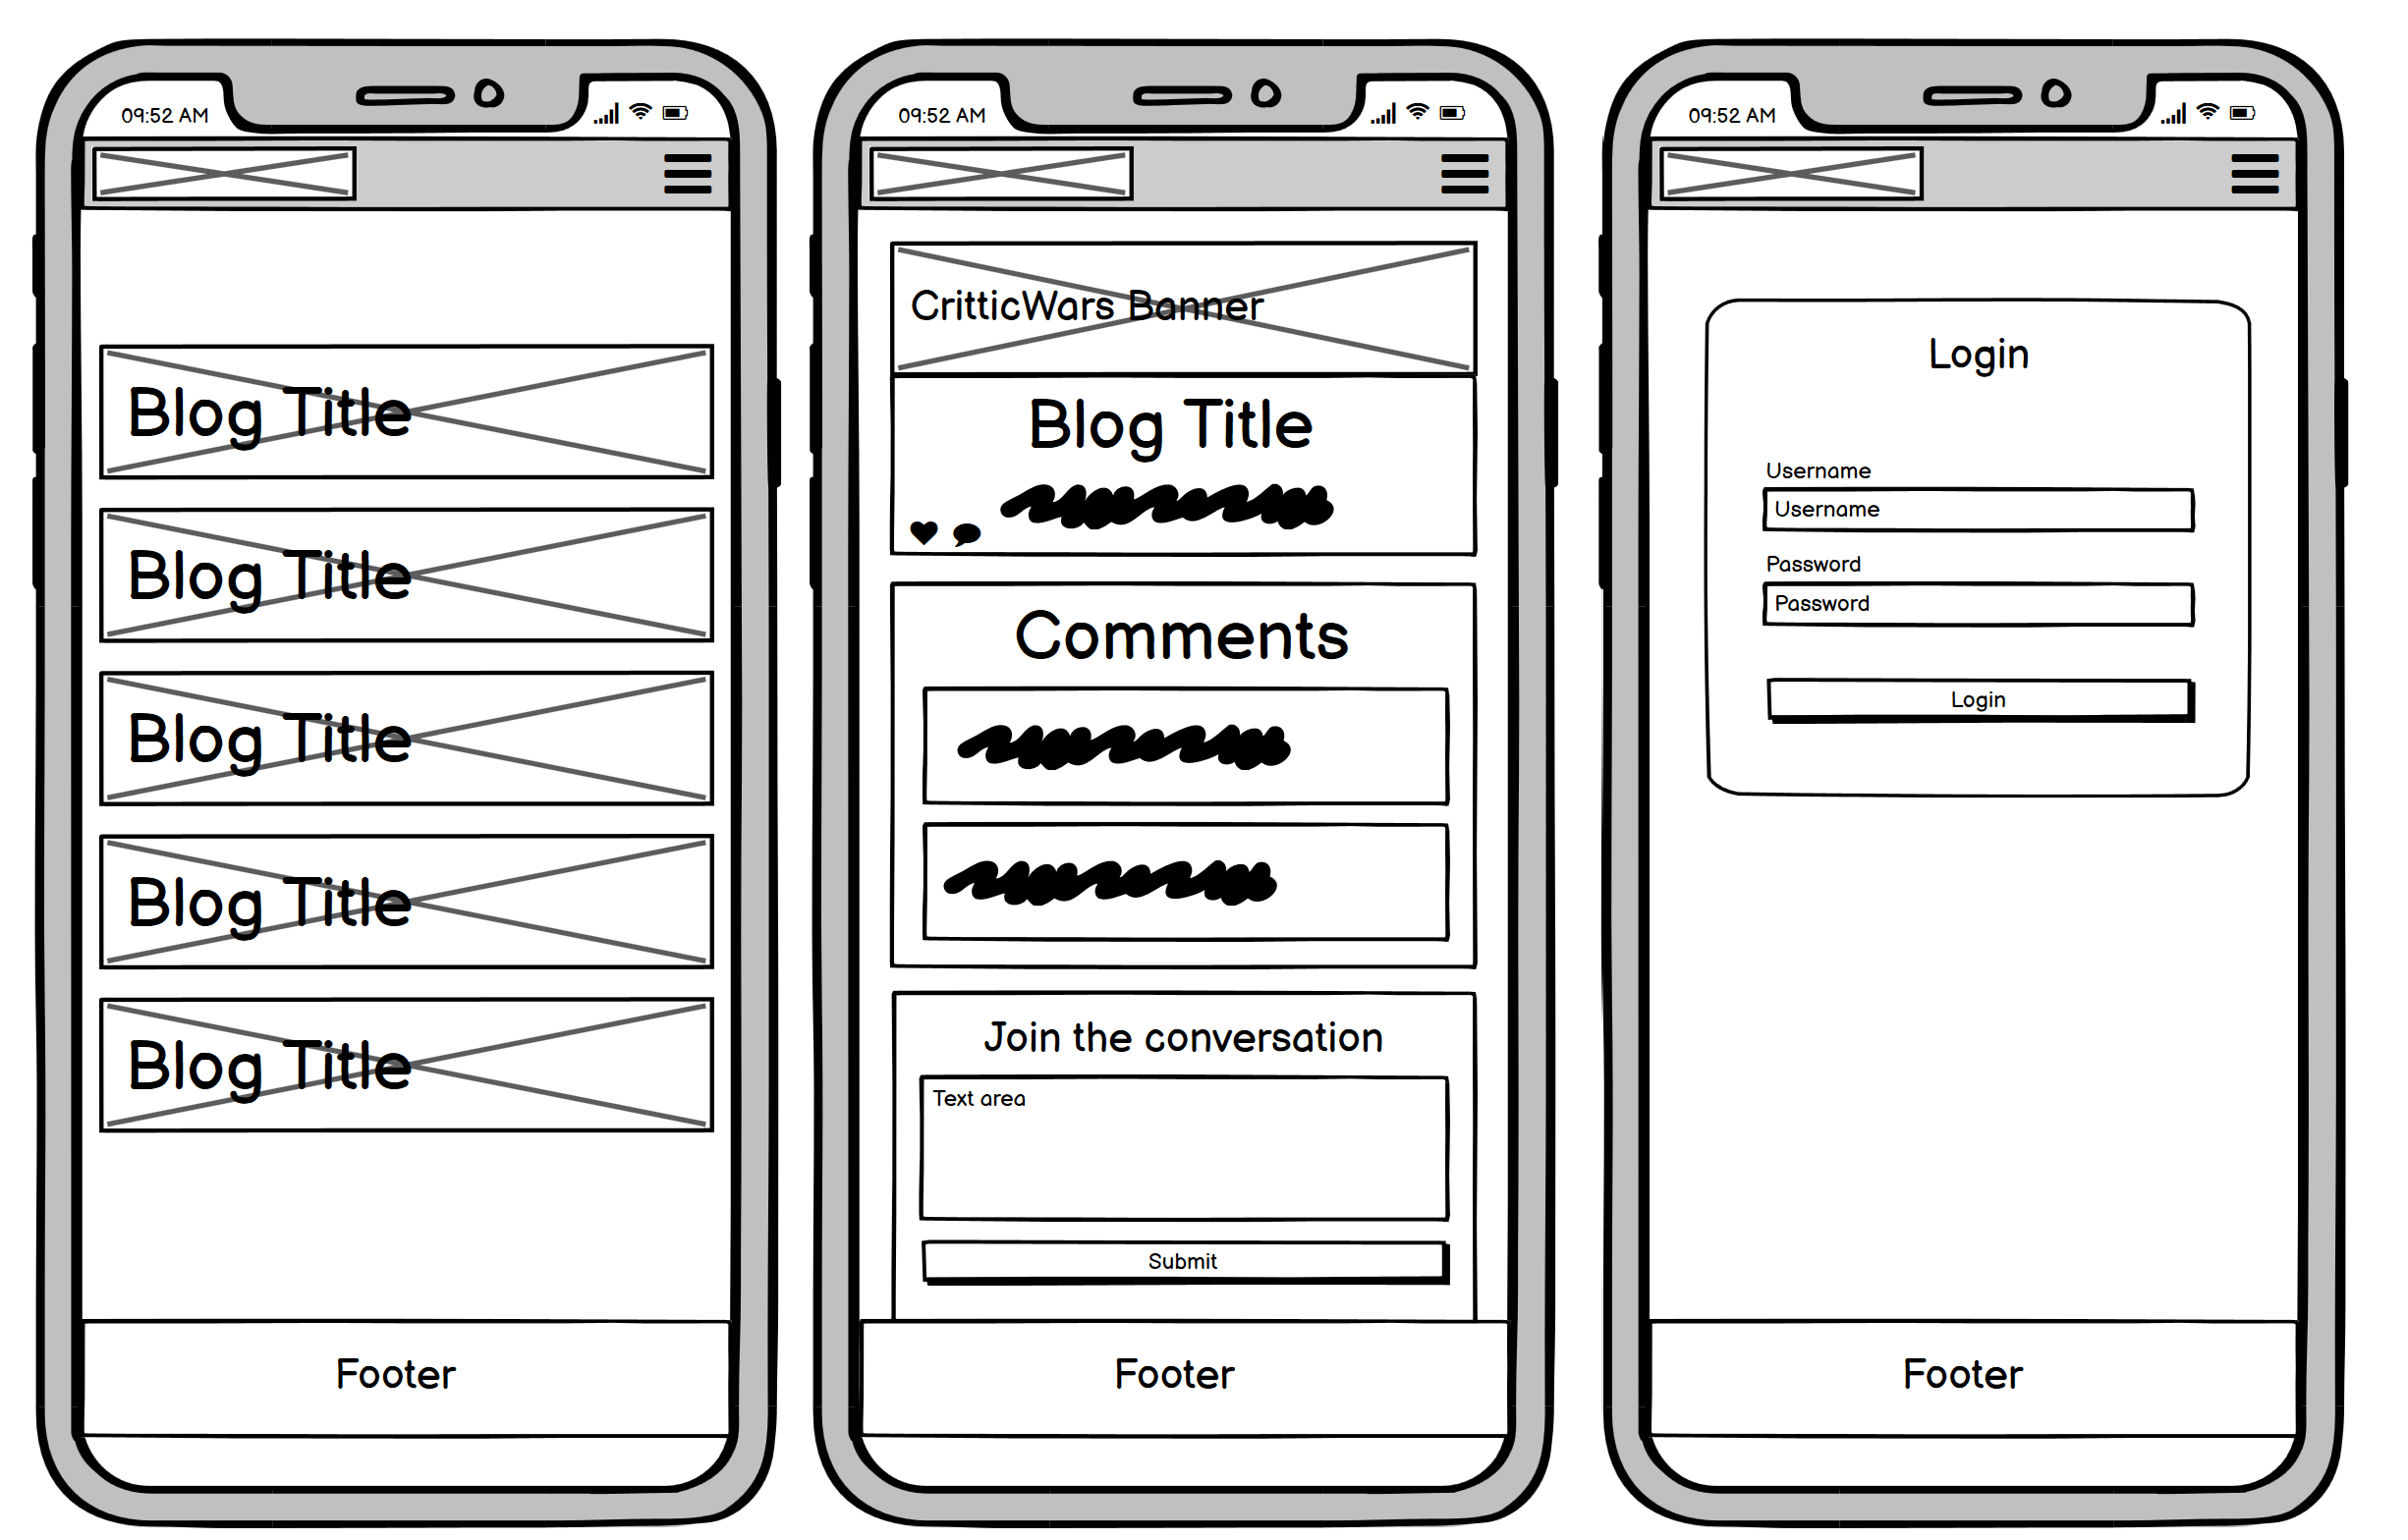 09:52 AM
Blog Title
Blog Title
Blog Title
Blog Title
Blog Title
Footer
09:52 AM
CritticWars Banner
Blog Title
Comments
Join the conversation
Text area
Submit
Footer
09:52 AM
Login
Username
Username
Password
Password
Login
Footer